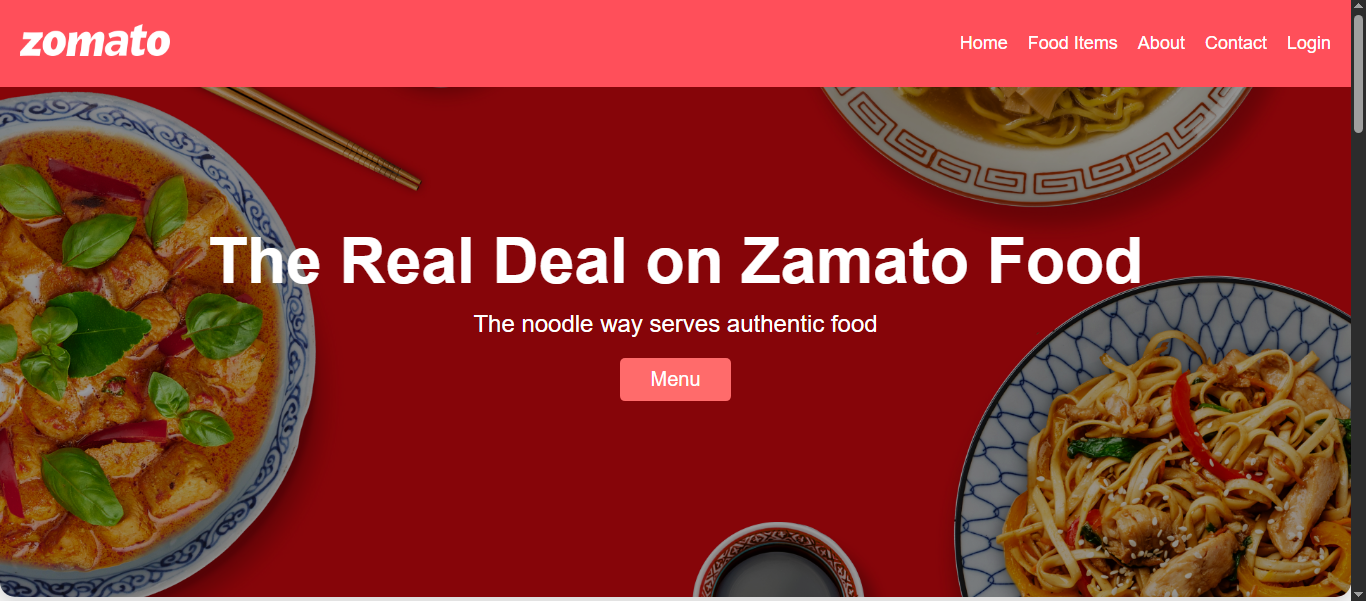 zomato
Home Food Items About Contact Login
The Real Deal on Zamato Food
The noodle way serves authentic food
Menu